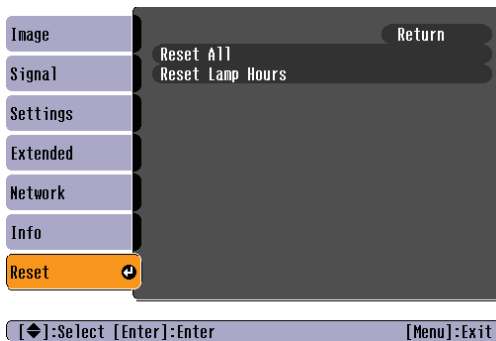 Image
Signal
Settings
Extended
Network
Info
Reset
Return
Reset All
Reset Lamp Hours
[◆]:Select [Enter]:Enter [Menu]:Exit